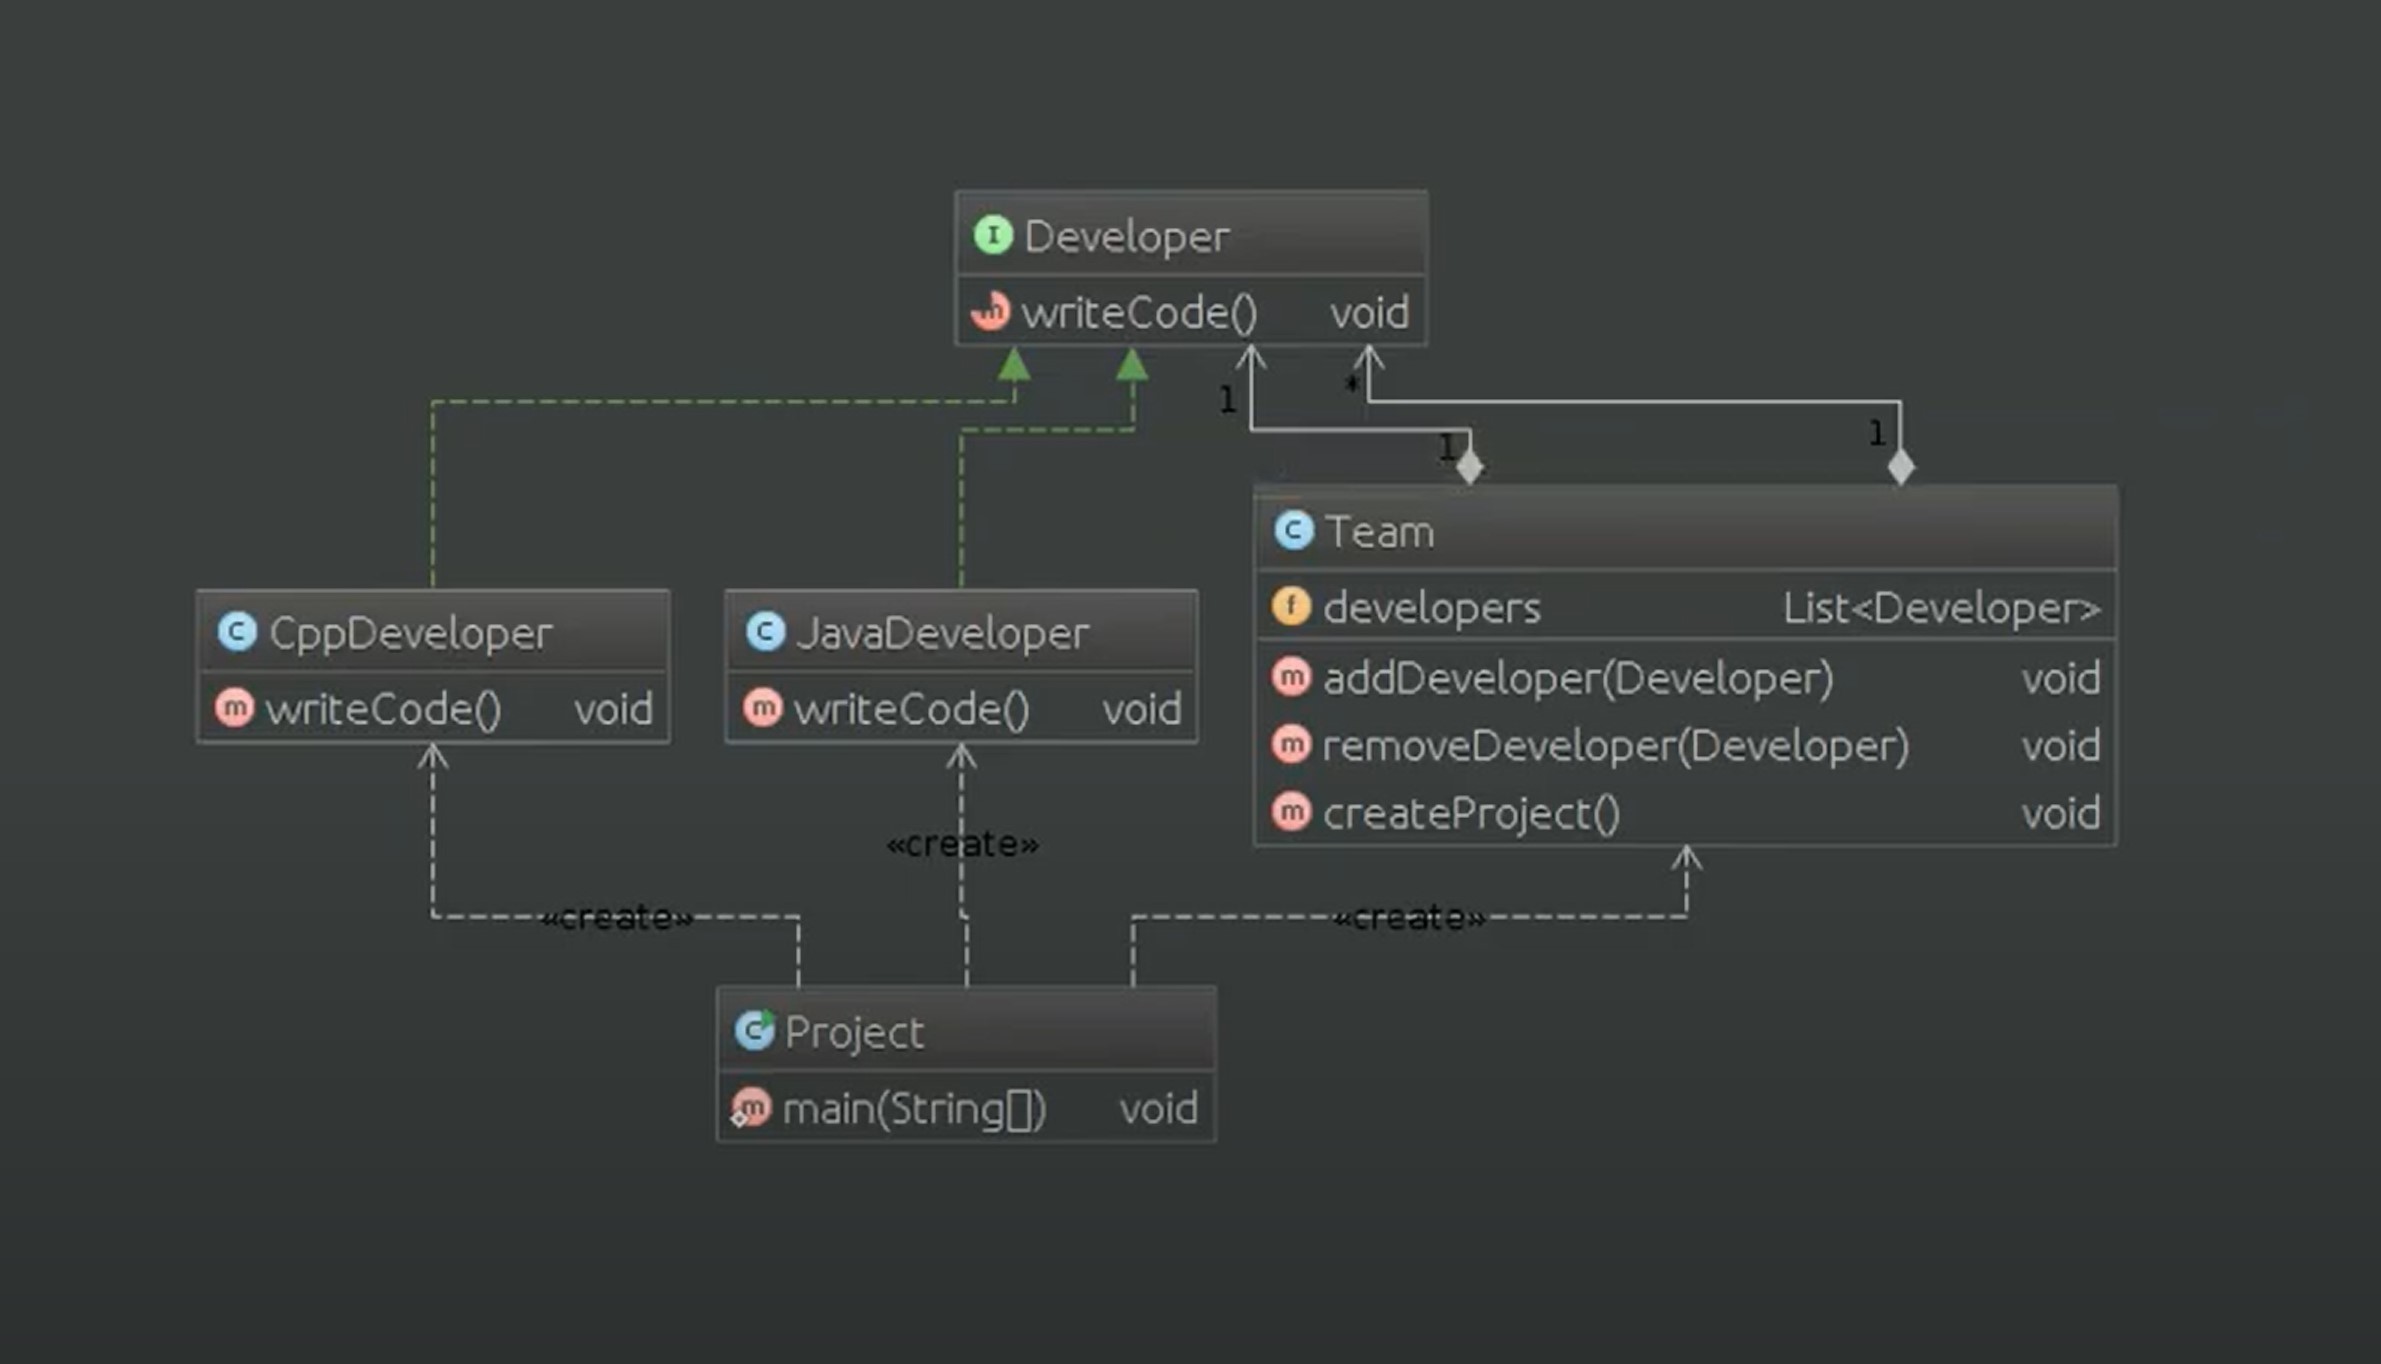 I Developer
m writeCode() void
1
*
1
1
C Team
f developers List<Developer>
m addDeveloper(Developer) void
m removeDeveloper(Developer) void
m createProject() void
C CppDeveloper
m writeCode() void
C JavaDeveloper
m writeCode() void
«create»
«create»
«create»
C Project
m main(String[]) void